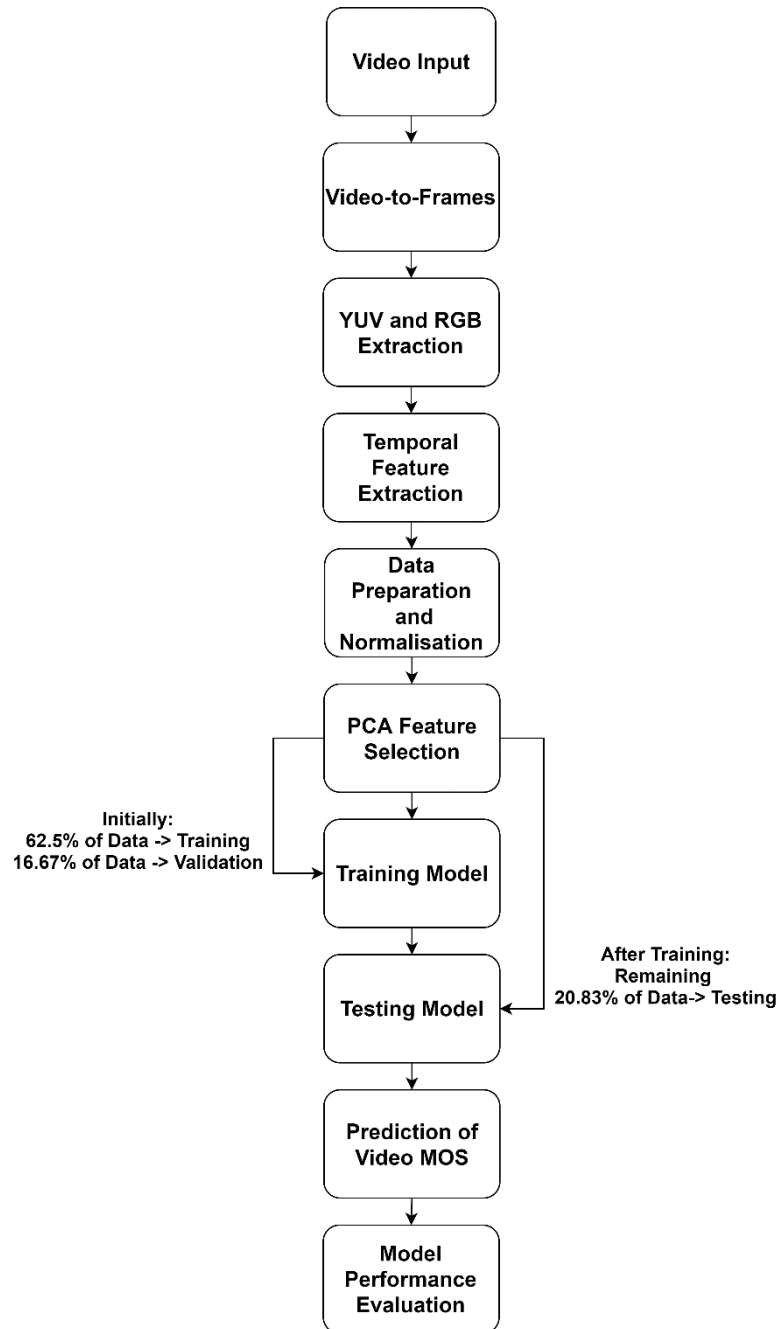 Video Input
Video-to-Frames
YUV and RGB
Extraction
Temporal
Feature
Extraction
Data
Preparation
and
Normalisation
PCA Feature
Selection
Initially:
62.5% of Data -> Training
16.67% of Data -> Validation
Training Model
After Training:
Remaining
20.83% of Data-> Testing
Testing Model
Prediction of
Video MOS
Model
Performance
Evaluation